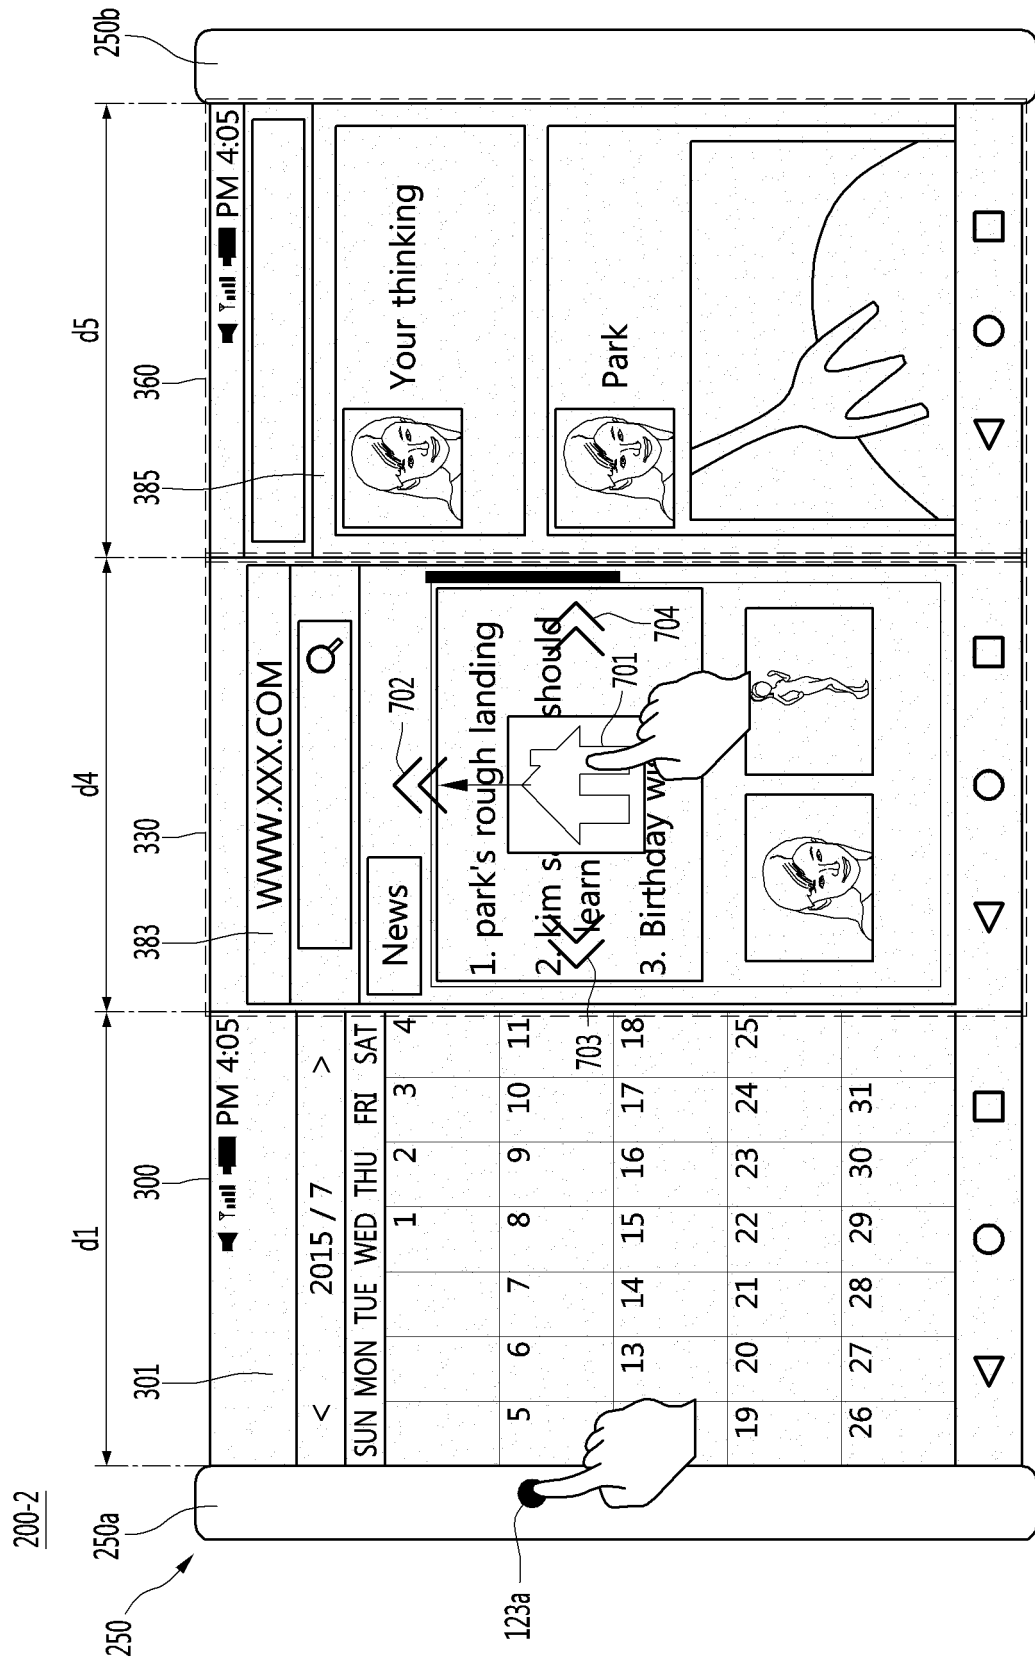 200-2
250
250a
250b
d1
d4
d5
300
330
360
301
383
385
PM 4:05
< 2015 / 7 >
SUN MON TUE WED THU FRI SAT
1 2 3 4
5 6 7 8 9 10 11
13 14 15 16 17 18
19 20 21 22 23 24 25
26 27 28 29 30 31
123a
WWW.XXX.COM
News
1. park's rough landing
2. kim s should
learn
3. Birthday wi
701
702
703
704
PM 4:05
Your thinking
Park